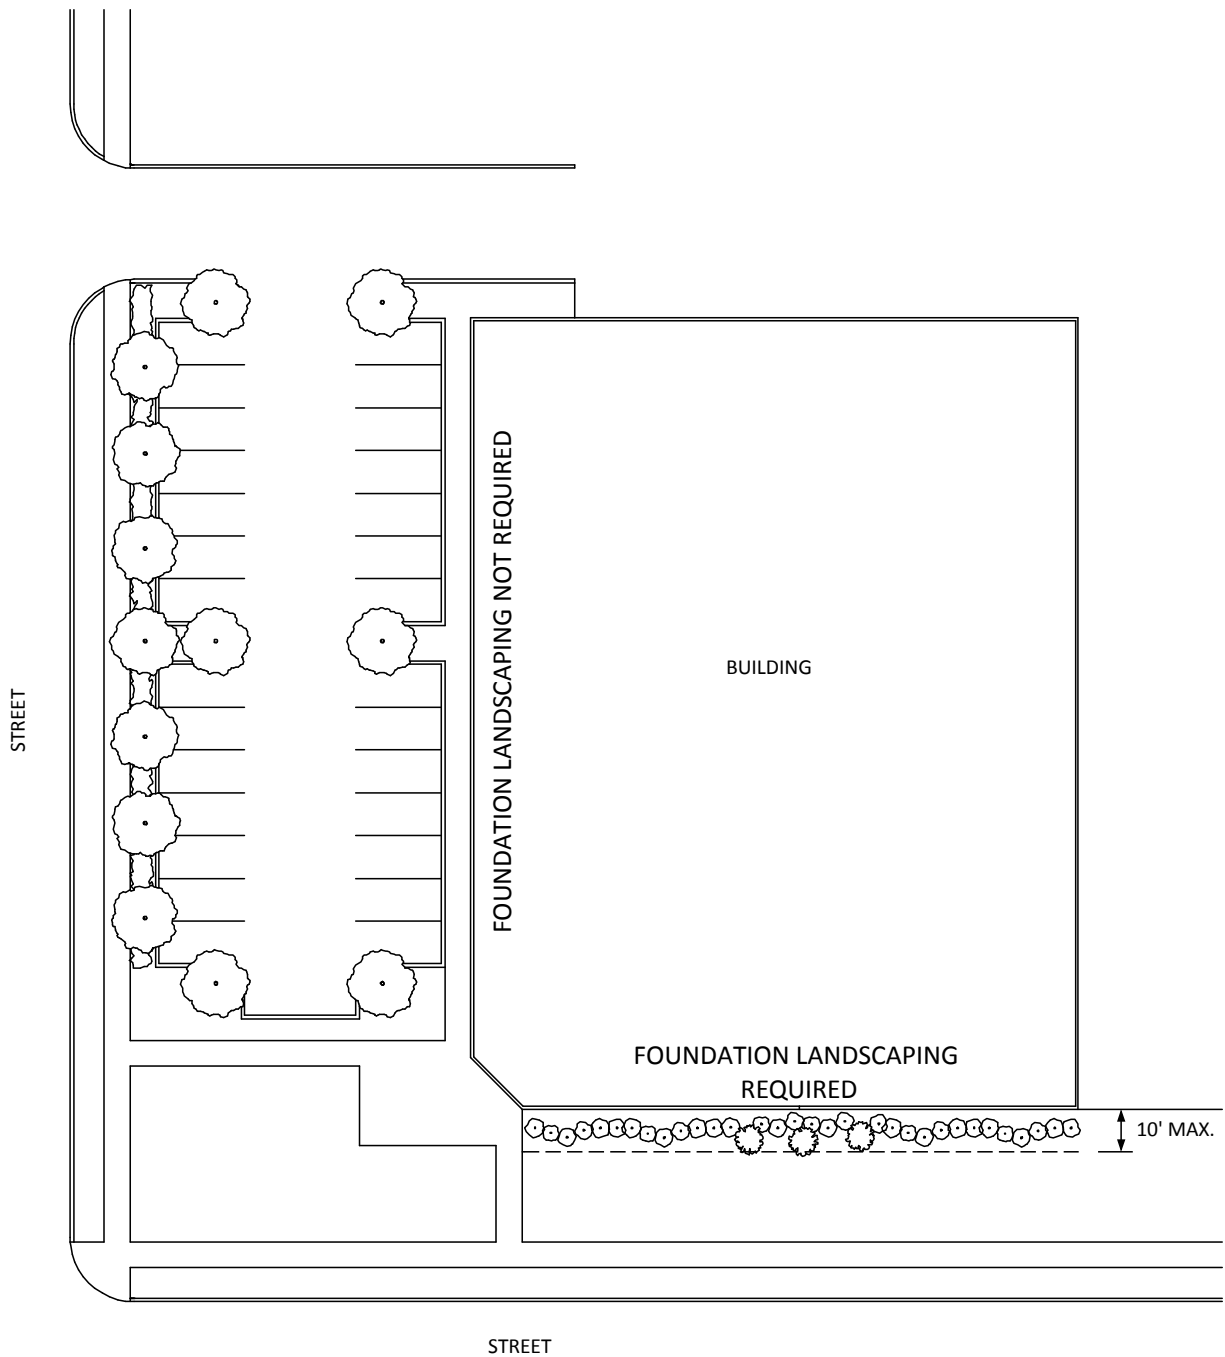 FOUNDATION LANDSCAPING NOT REQUIRED
BUILDING
STREET
FOUNDATION LANDSCAPING
REQUIRED
10' MAX.
STREET